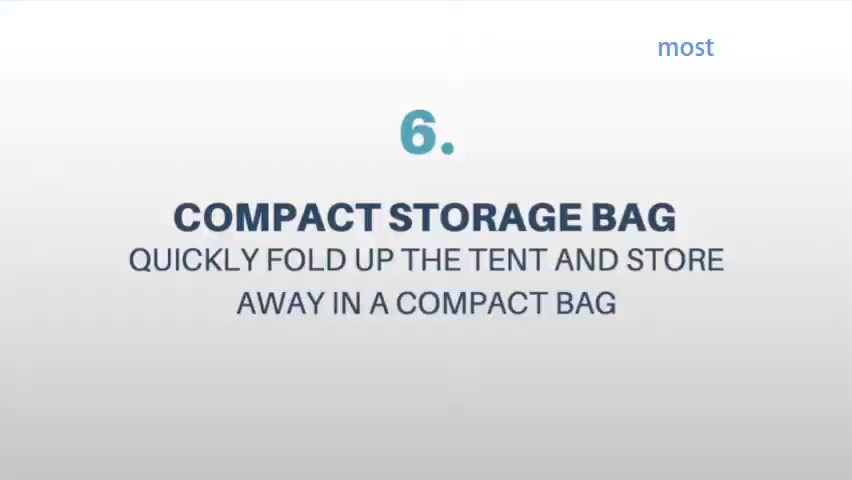 most
6.
COMPACT STORAGE BAG
QUICKLY FOLD UP THE TENT AND STORE
AWAY IN A COMPACT BAG